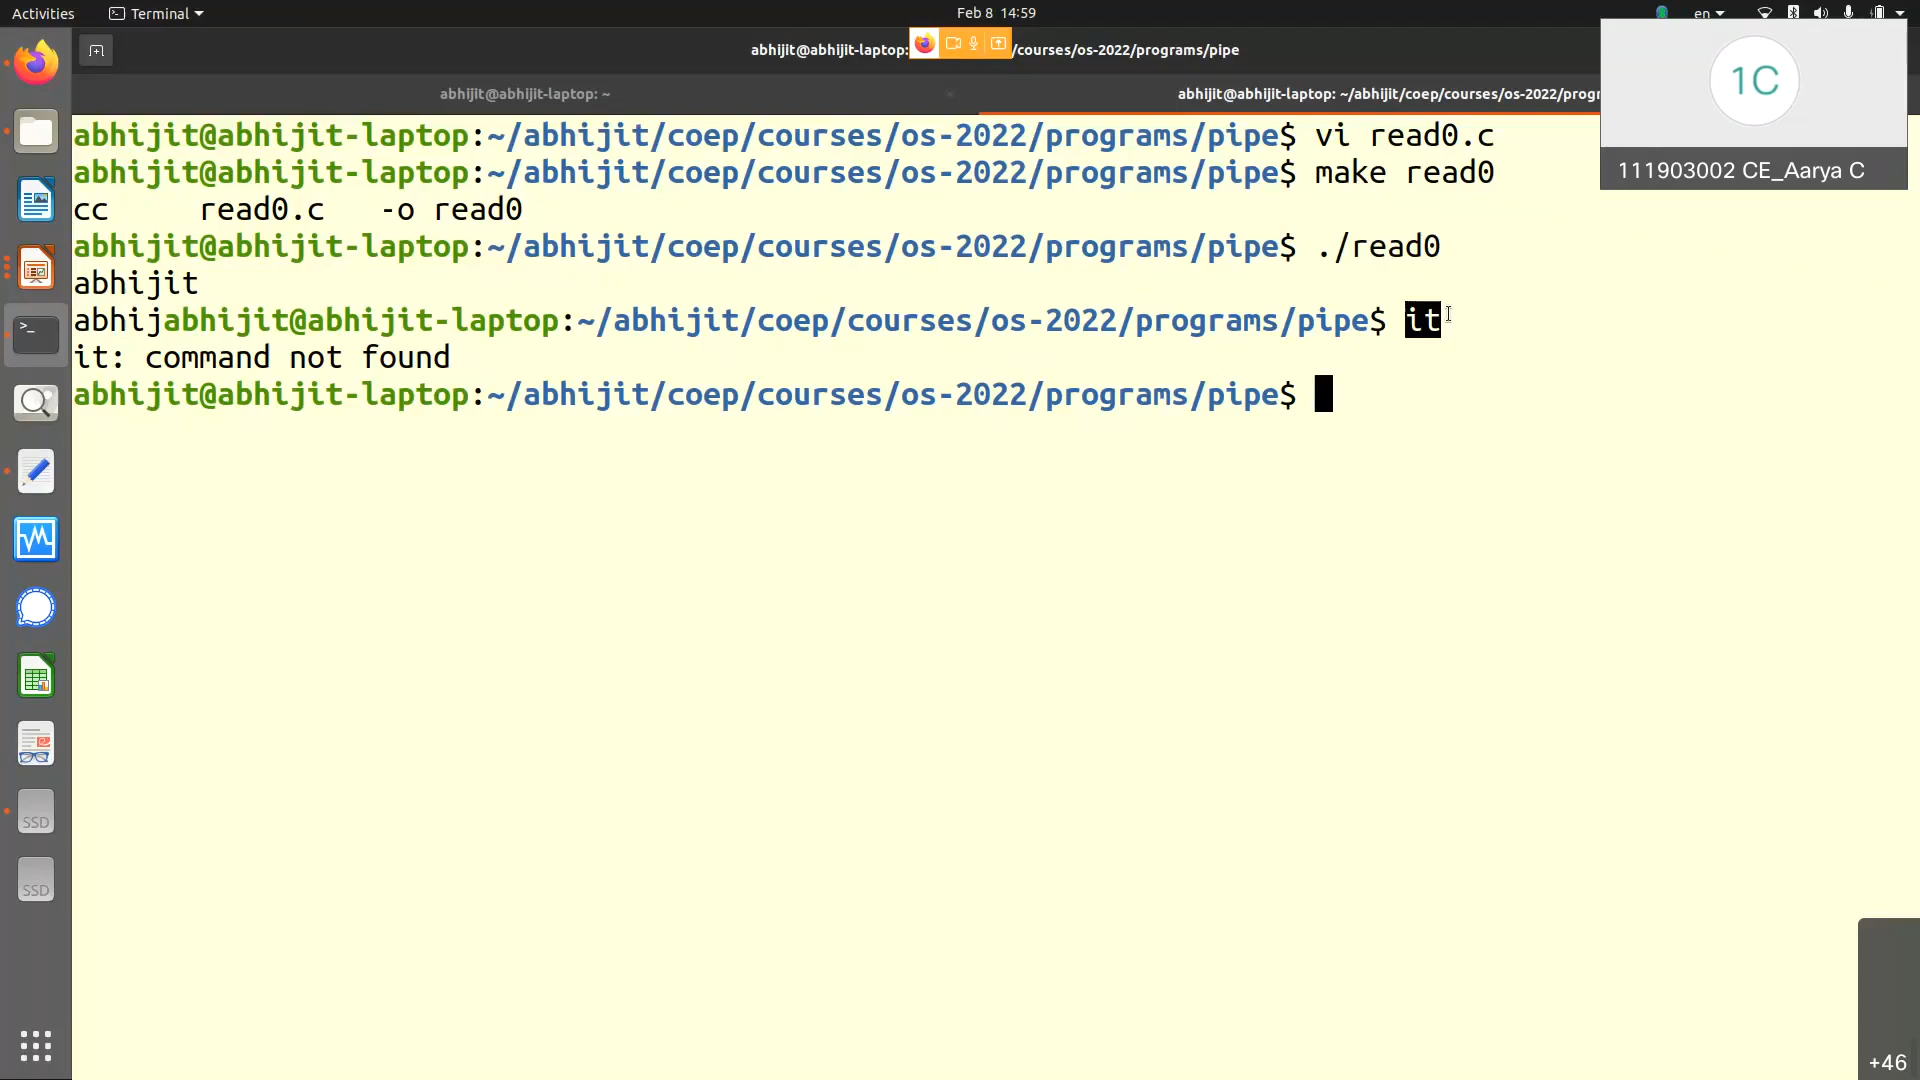 Activities Terminal Feb 8 14:59 en
abhijit@abhijit-laptop: /courses/os-2022/programs/pipe
abhijit@abhijit-laptop: ~ abhijit@abhijit-laptop: ~/abhijit/coep/courses/os-2022/progr
1C
111903002 CE_Aarya C
abhijit@abhijit-laptop:~/abhijit/coep/courses/os-2022/programs/pipe$ vi read0.c
abhijit@abhijit-laptop:~/abhijit/coep/courses/os-2022/programs/pipe$ make read0
cc     read0.c   -o read0
abhijit@abhijit-laptop:~/abhijit/coep/courses/os-2022/programs/pipe$ ./read0
abhijit
abhijabhijit@abhijit-laptop:~/abhijit/coep/courses/os-2022/programs/pipe$ it
it: command not found
abhijit@abhijit-laptop:~/abhijit/coep/courses/os-2022/programs/pipe$
SSD
SSD
+46